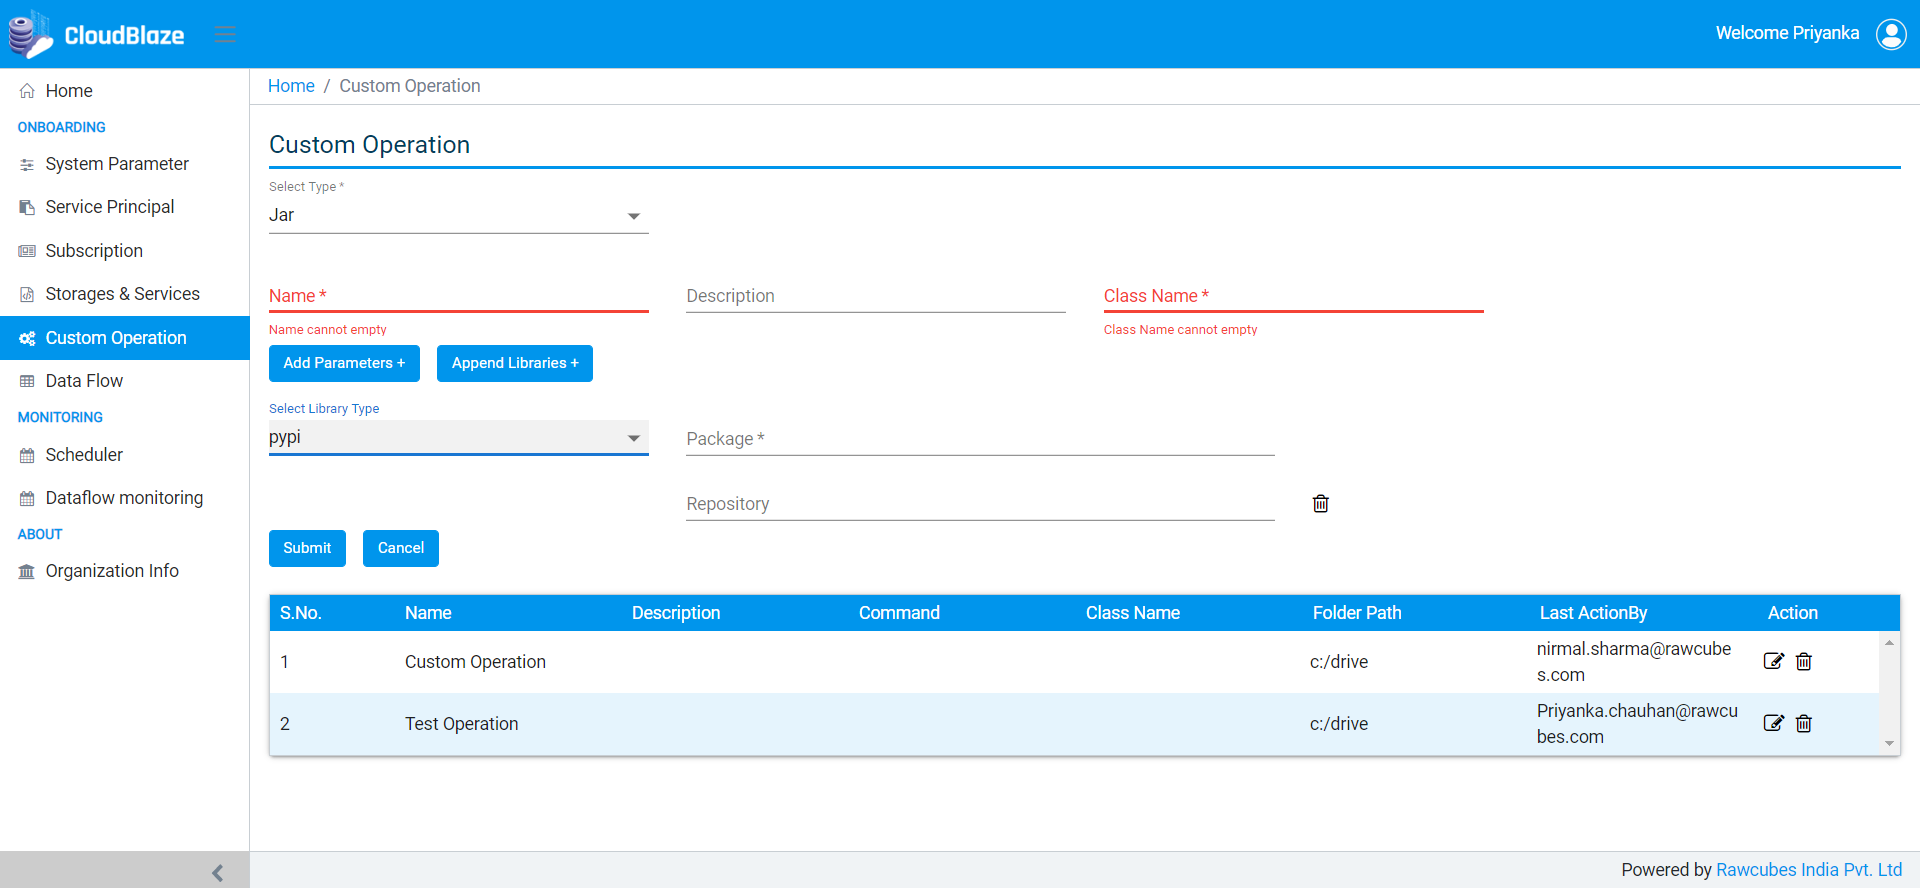 CloudBlaze
Welcome Priyanka
Home
ONBOARDING
System Parameter
Service Principal
Subscription
Storages & Services
Custom Operation
Data Flow
MONITORING
Scheduler
Dataflow monitoring
ABOUT
Organization Info
Home / Custom Operation
Custom Operation
Select Type *
Jar
Name * Description Class Name *
Name cannot empty Class Name cannot empty
Add Parameters + Append Libraries +
Select Library Type
pypi Package *
Repository
Submit Cancel
S.No. Name Description Command Class Name Folder Path Last ActionBy Action
1 Custom Operation c:/drive nirmal.sharma@rawcube
s.com
2 Test Operation c:/drive Priyanka.chauhan@rawcu
bes.com
Powered by Rawcubes India Pvt. Ltd